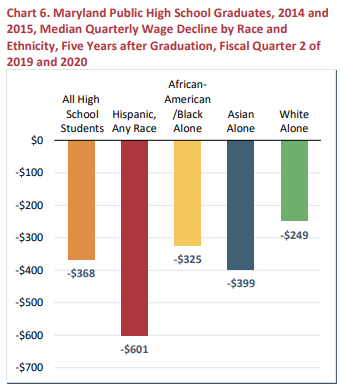 Chart 6. Maryland Public High School Graduates, 2014 and
2015, Median Quarterly Wage Decline by Race and
Ethnicity, Five Years after Graduation, Fiscal Quarter 2 of
2019 and 2020
All High
School
Students
Hispanic,
Any Race
African-
American
/Black
Alone
Asian
Alone
White
Alone
$0
-$100
-$200
-$300
-$400
-$500
-$600
-$700
-$368
-$601
-$325
-$399
-$249